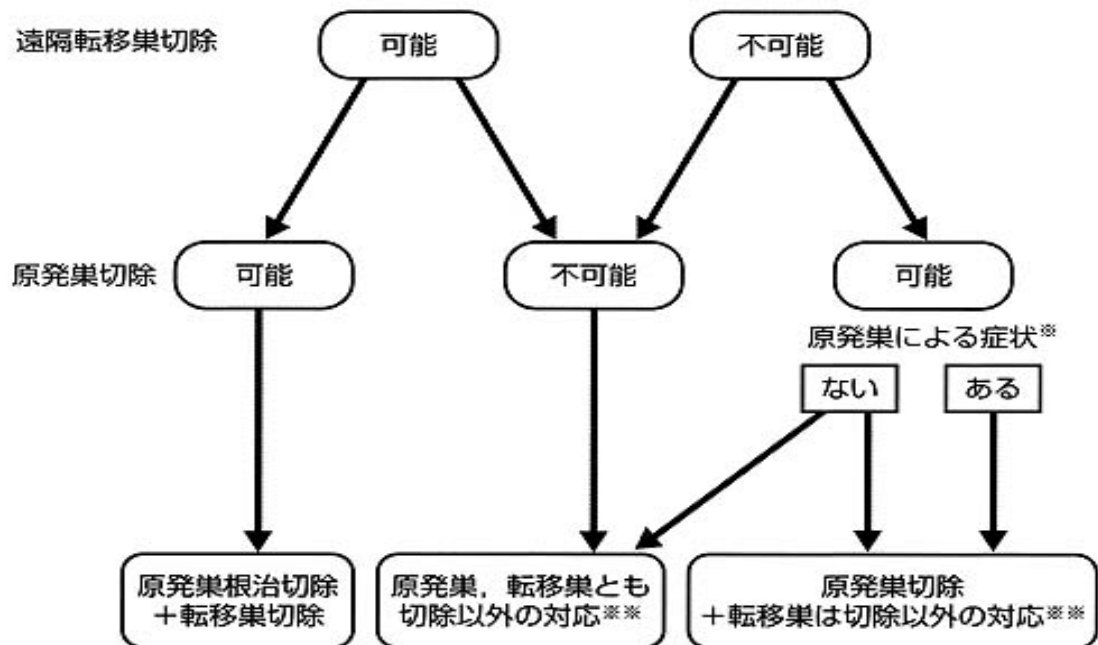 遠隔転移巣切除
可能
不可能
原発巣切除
可能
不可能
可能
原発巣による症状※
ない
ある
原発巣根治切除
＋転移巣切除
原発巣，転移巣とも
切除以外の対応※※
原発巣切除
＋転移巣は切除以外の対応※※